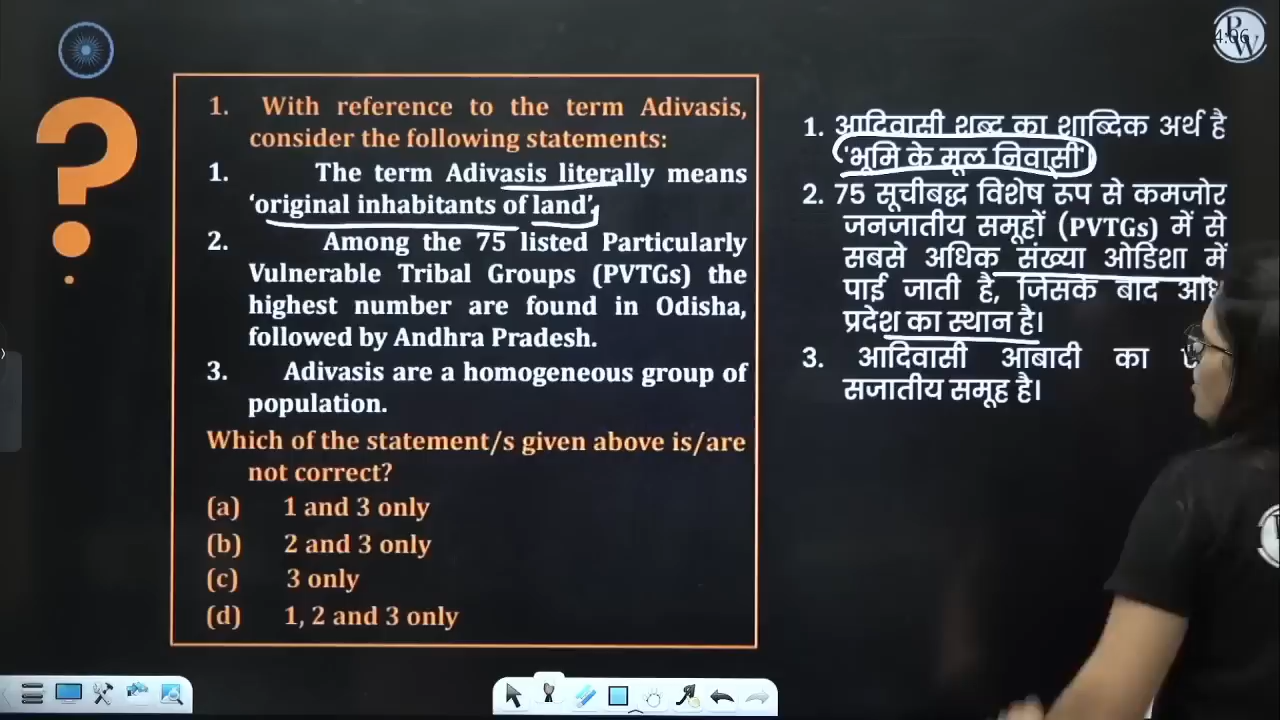 1. With reference to the term Adivasis,
consider the following statements:
1. The term Adivasis literally means
‘original inhabitants of land’,
2. Among the 75 listed Particularly
Vulnerable Tribal Groups (PVTGs) the
highest number are found in Odisha,
followed by Andhra Pradesh.
3. Adivasis are a homogeneous group of
population.
Which of the statement/s given above is/are
not correct?
(a) 1 and 3 only
(b) 2 and 3 only
(c) 3 only
(d) 1, 2 and 3 only
1. आदिवासी शब्द का शाब्दिक अर्थ है
'भूमि के मूल निवासी'
2. 75 सूचीबद्ध विशेष रूप से कमजोर
जनजातीय समूहों (PVTGs) में से
सबसे अधिक संख्या ओडिशा में
पाई जाती है, जिसके बाद
प्रदेश का स्थान है।
3. आदिवासी आबादी का
सजातीय समूह है।
PW
4:06